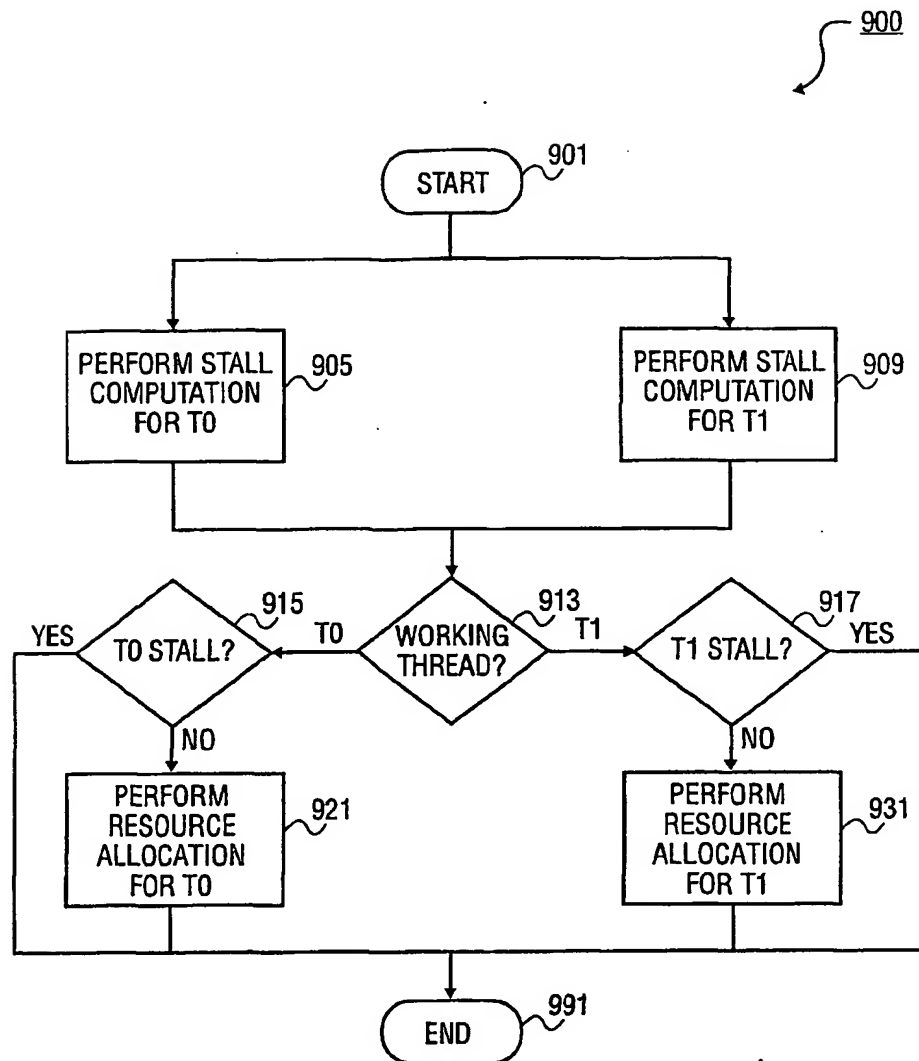 900
START
901
PERFORM STALL
COMPUTATION
FOR T0
905
PERFORM STALL
COMPUTATION
FOR T1
909
YES
T0 STALL?
915
T0
WORKING
THREAD?
913
T1
T1 STALL?
917
YES
NO
NO
PERFORM
RESOURCE
ALLOCATION
FOR T0
921
PERFORM
RESOURCE
ALLOCATION
FOR T1
931
END
991